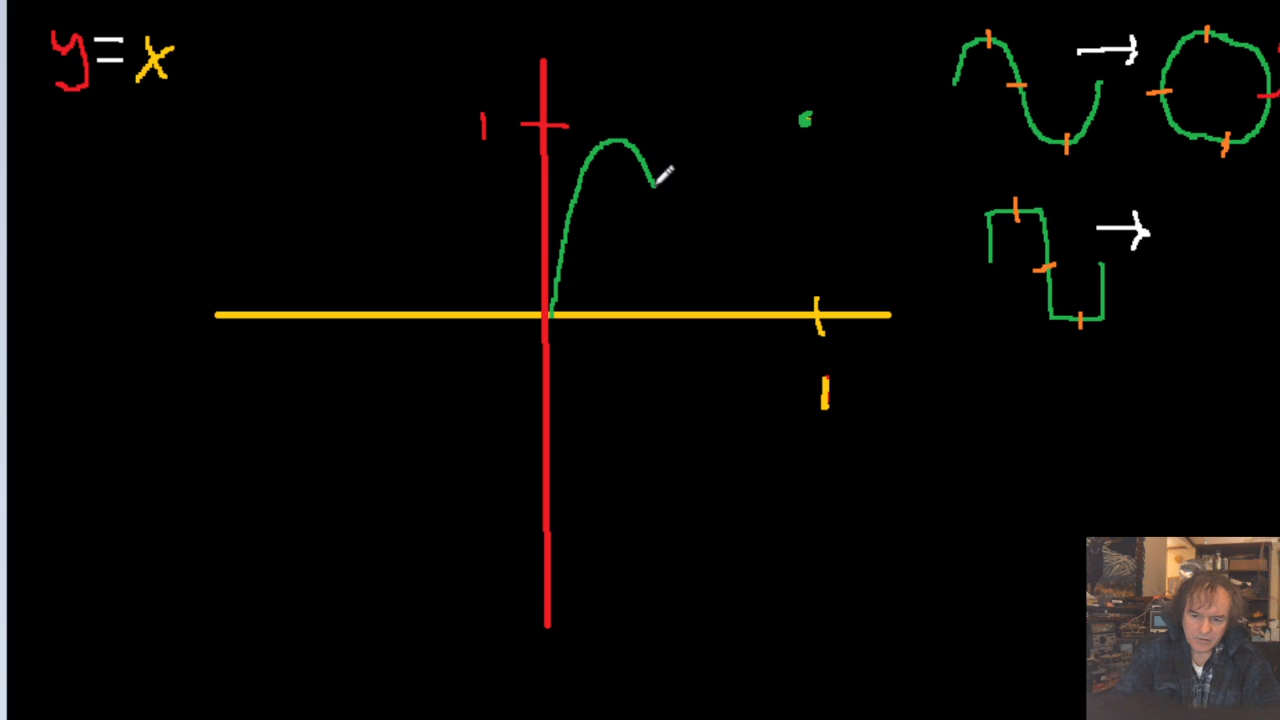 y = x
1
1